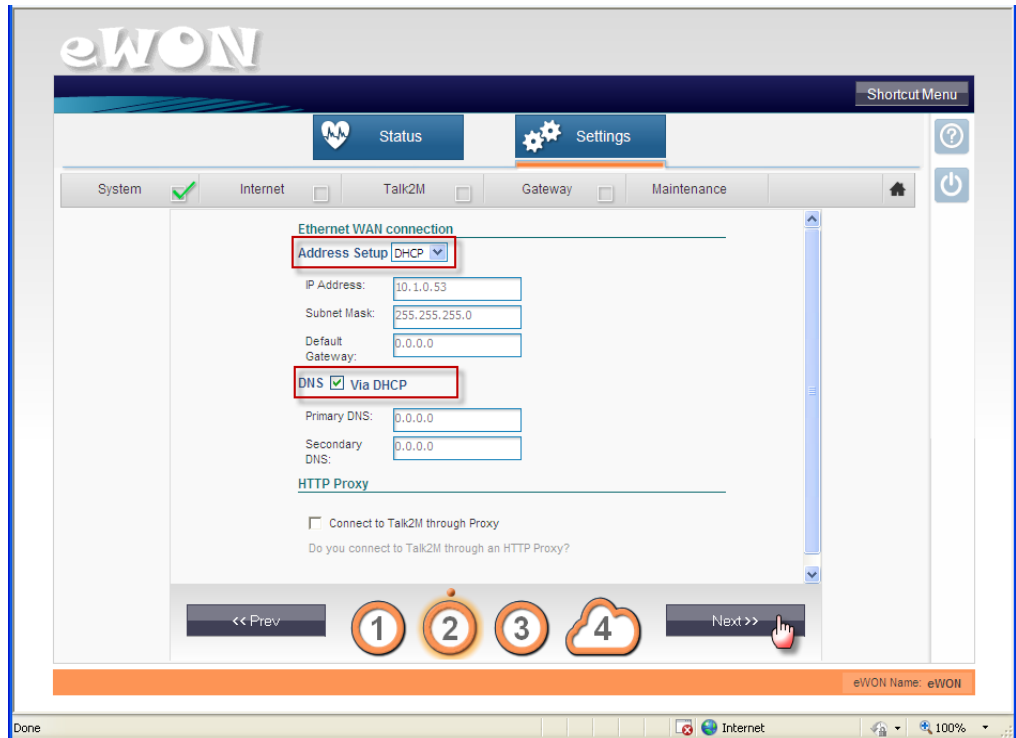 eWON
Shortcut Menu
Status
Settings
System
Internet
Talk2M
Gateway
Maintenance
Ethernet WAN connection
Address Setup DHCP
IP Address: 10.1.0.53
Subnet Mask: 255.255.255.0
Default Gateway: 0.0.0.0
DNS Via DHCP
Primary DNS: 0.0.0.0
Secondary DNS: 0.0.0.0
HTTP Proxy
Connect to Talk2M through Proxy
Do you connect to Talk2M through an HTTP Proxy?
<< Prev
1
2
3
4
Next >>
eWON Name: eWON
Done
Internet
100%